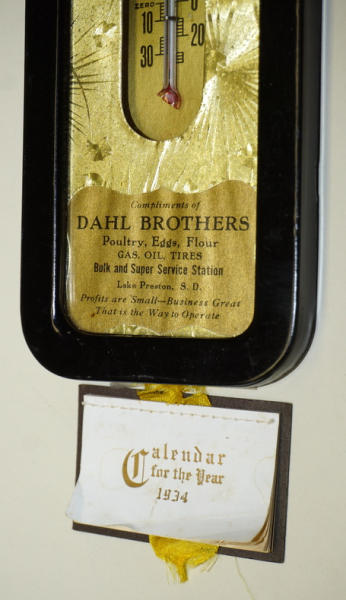 ZERO
10
30
20
Compliments of
DAHL BROTHERS
Poultry, Eggs, Flour
GAS, OIL, TIRES
Bulk and Super Service Station
Lake Preston, S. D.
Profits are Small—Business Great
That is the Way to Operate
Calendar
for the Year
1934